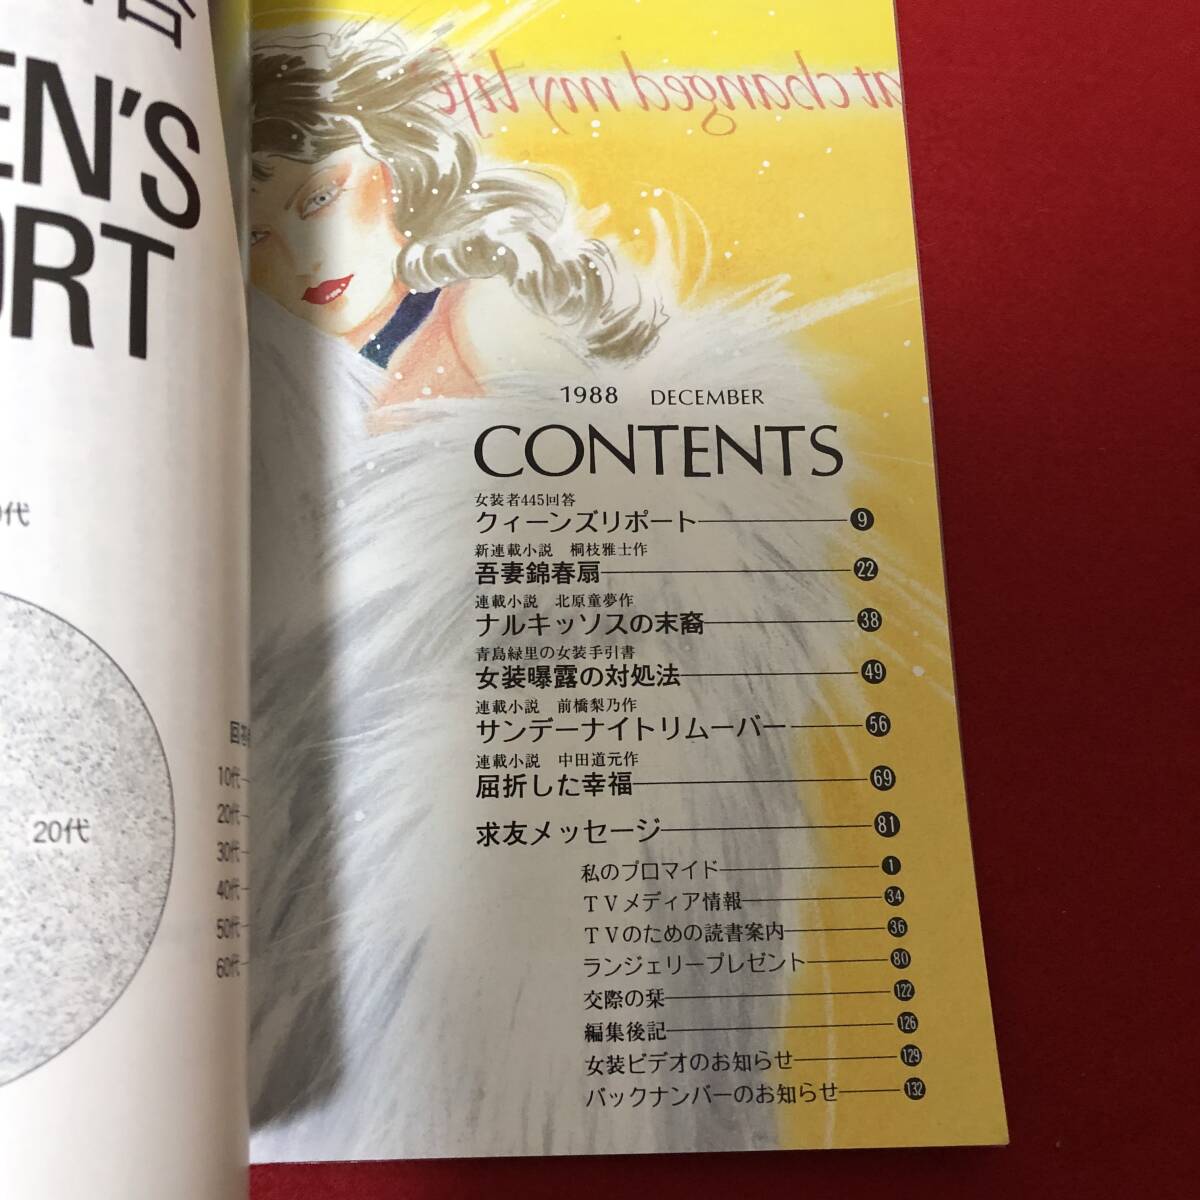 答
EN'S
ORT
代
20代
回答
10代
20代
30代
40代
50代
60代
at changed my life
1988 DECEMBER
CONTENTS
女装者445回答
クィーンズリポート 9
新連載小説 桐枝雅士作
吾妻錦春扇 22
連載小説 北原童夢作
ナルキッソスの末裔 38
青島緑里の女装手引書
女装曝露の対処法 49
連載小説 前橋梨乃作
サンデーナイトリムーバー 56
連載小説 中田道元作
屈折した幸福 69
求友メッセージ 81
私のプロマイド 1
TVメディア情報 34
TVのための読書案内 36
ランジェリープレゼント 80
交際の栞 122
編集後記 126
女装ビデオのお知らせ 129
バックナンバーのお知らせ 132